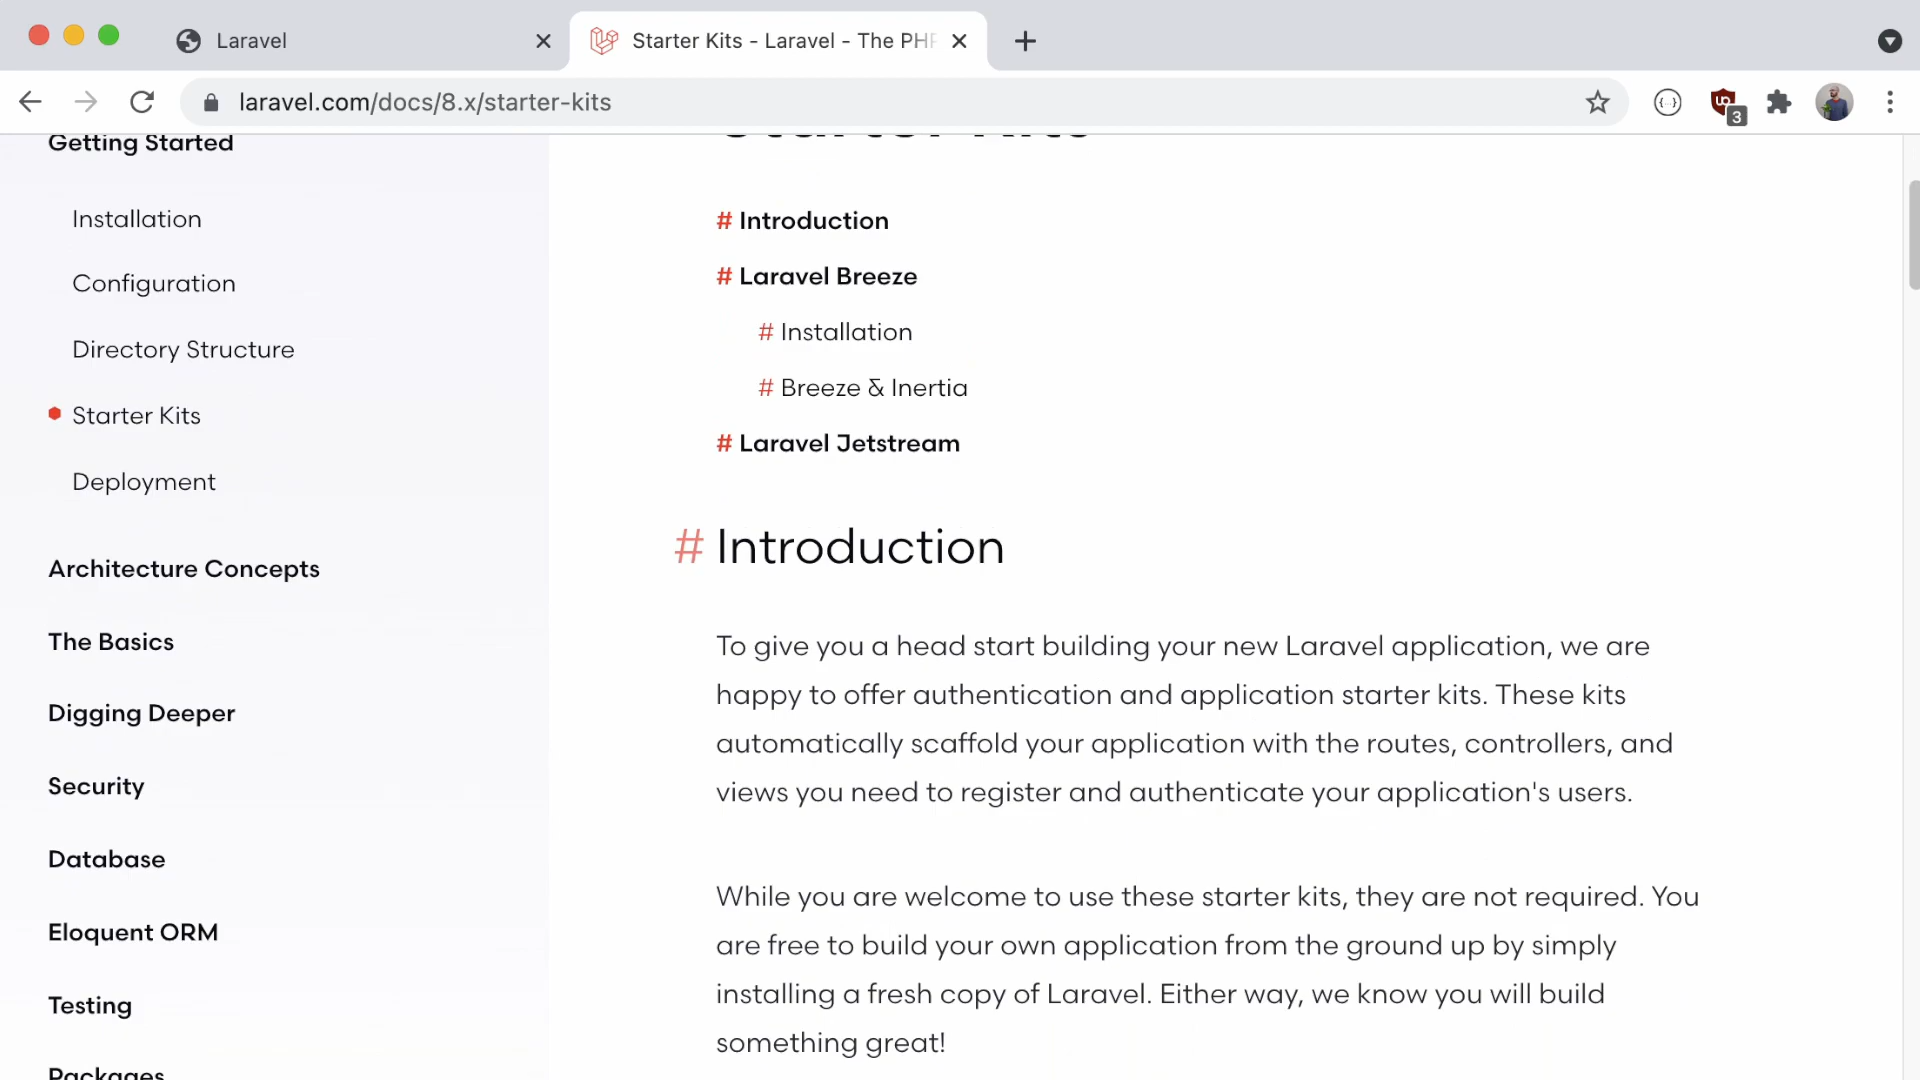 Laravel
Starter Kits - Laravel - The PHP
laravel.com/docs/8.x/starter-kits
3
Getting Started
Installation
Configuration
Directory Structure
Starter Kits
Deployment
Architecture Concepts
The Basics
Digging Deeper
Security
Database
Eloquent ORM
Testing
Packages
Starter Kits
# Introduction
# Laravel Breeze
# Installation
# Breeze & Inertia
# Laravel Jetstream
# Introduction
To give you a head start building your new Laravel application, we are
happy to offer authentication and application starter kits. These kits
automatically scaffold your application with the routes, controllers, and
views you need to register and authenticate your application's users.
While you are welcome to use these starter kits, they are not required. You
are free to build your own application from the ground up by simply
installing a fresh copy of Laravel. Either way, we know you will build
something great!